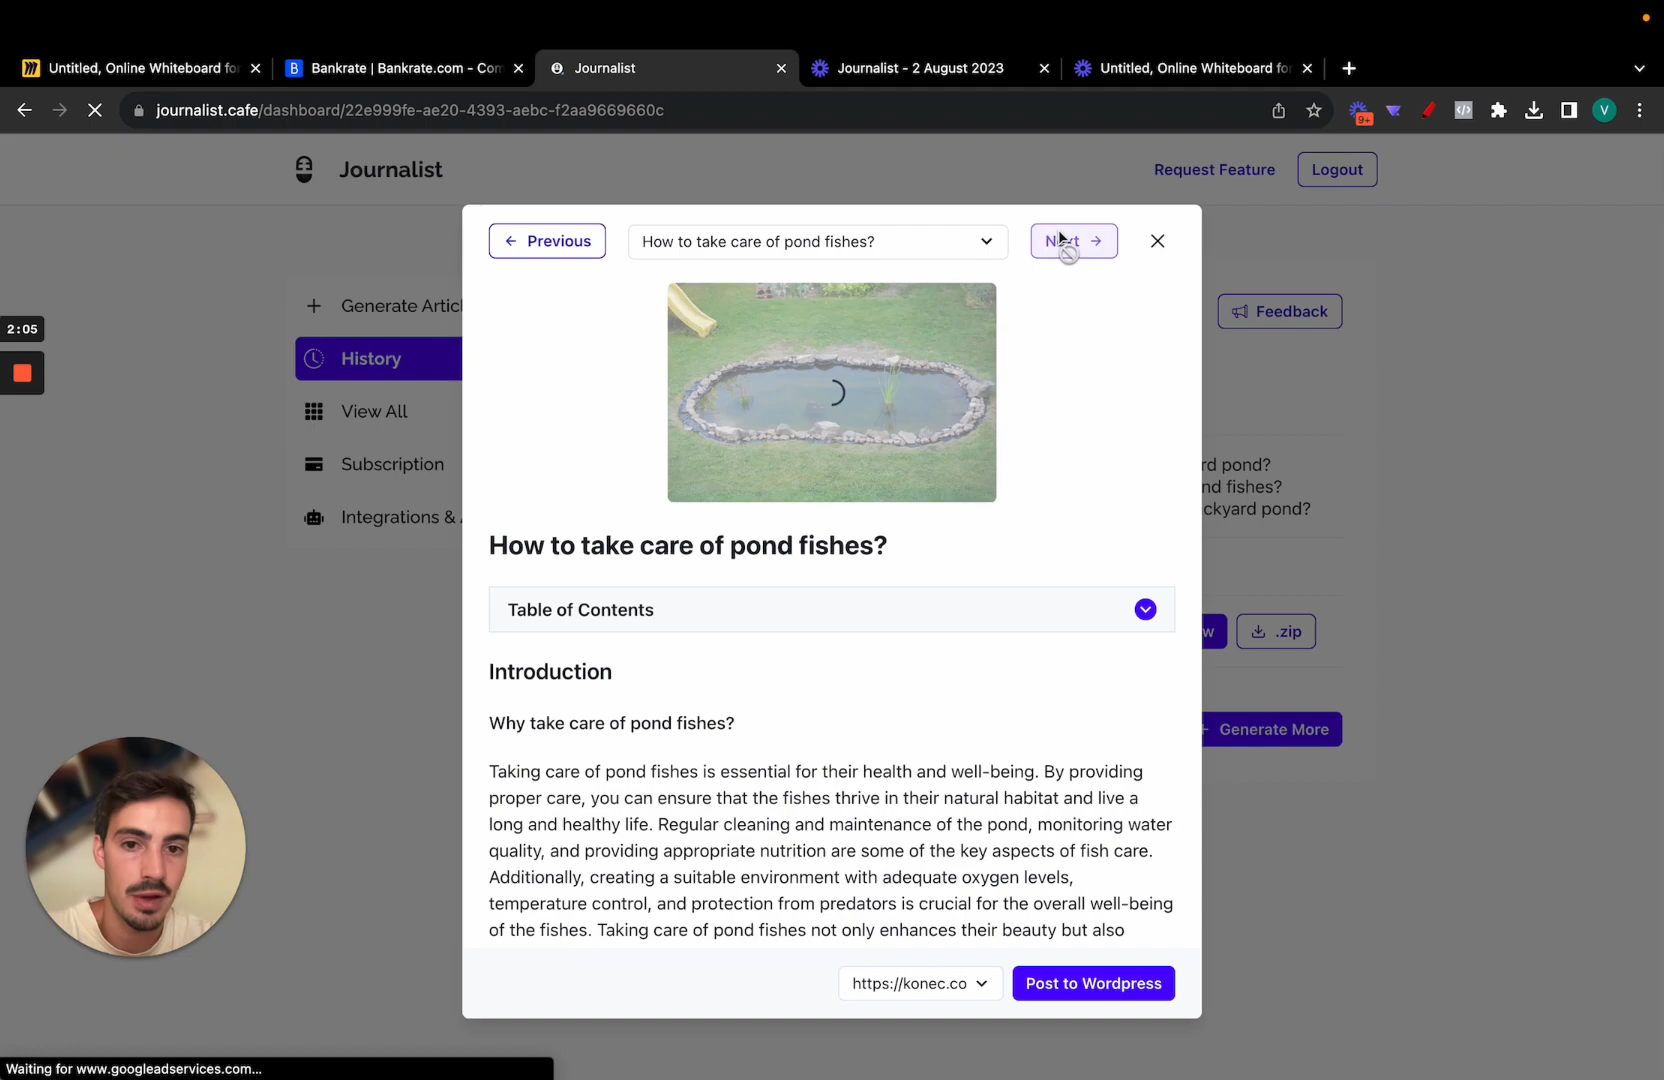 Untitled, Online Whiteboard for
Bankrate | Bankrate.com - Com
Journalist
Journalist - 2 August 2023
Untitled, Online Whiteboard for
journalist.cafe/dashboard/22e999fe-ae20-4393-aebc-f2aa9669660c
9+
V
Journalist
Request Feature
Logout
Previous
How to take care of pond fishes?
Next
Generate Artic
Feedback
2:05
History
View All
rd pond?
Subscription
nd fishes?
ckyard pond?
Integrations &
How to take care of pond fishes?
Table of Contents
w
.zip
Introduction
Why take care of pond fishes?
Generate More
Taking care of pond fishes is essential for their health and well-being. By providing
proper care, you can ensure that the fishes thrive in their natural habitat and live a
long and healthy life. Regular cleaning and maintenance of the pond, monitoring water
quality, and providing appropriate nutrition are some of the key aspects of fish care.
Additionally, creating a suitable environment with adequate oxygen levels,
temperature control, and protection from predators is crucial for the overall well-being
of the fishes. Taking care of pond fishes not only enhances their beauty but also
https://konec.co
Post to Wordpress
Waiting for www.googleadservices.com...